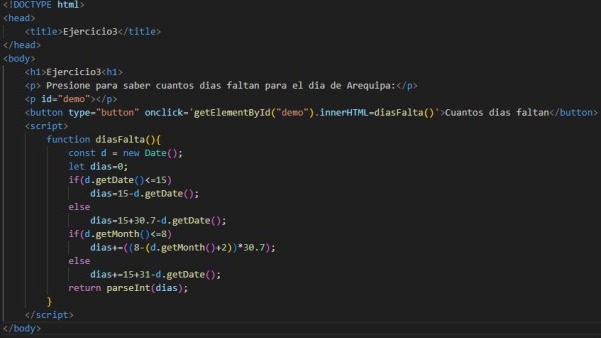 <!DOCTYPE html>
<head>
    <title>Ejercicio3</title>
</head>
<body>
    <h1>Ejercicio3<h1>
    <p> Presione para saber cuantos dias faltan para el dia de Arequipa:</p>
    <p id="demo"></p>
    <button type="button" onclick='getElementById("demo").innerHTML=diasFalta()'>Cuantos dias faltan</button>
    <script>
        function diasFalta(){
            const d = new Date();
            let dias=0;
            if(d.getDate()<=15)
                dias=15-d.getDate();
            else
                dias=15+30.7-d.getDate();
            if(d.getMonth()<=8)
                dias+=((8-(d.getMonth()+2))*30.7);
            else
                dias+=15+31-d.getDate();
            return parseInt(dias);
        }
    </script>
</body>